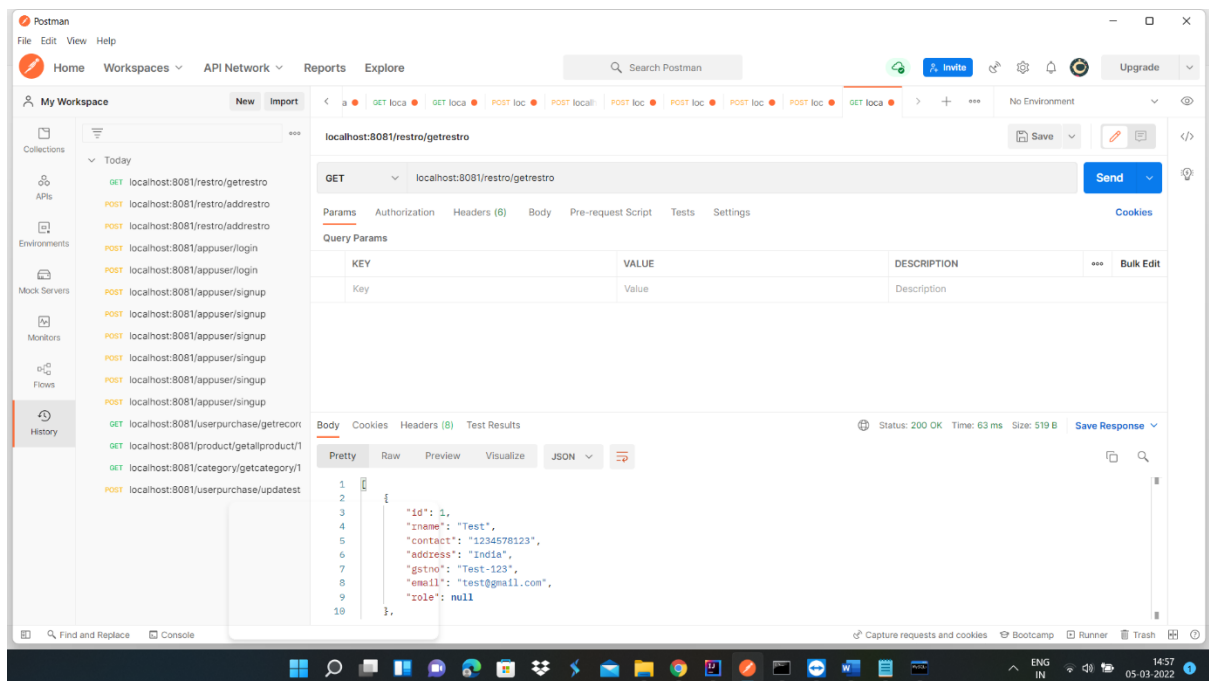 Postman
File Edit View Help
Home Workspaces API Network Reports Explore Search Postman Invite Upgrade
My Workspace New Import a GET loca GET loca POST loc POST locall POST loc POST loc POST loc POST loc GET loca No Environment
Collections
APIs
Environments
Mock Servers
Monitors
Flows
History
Today
GET localhost:8081/restro/getrestro
POST localhost:8081/restro/addrestro
POST localhost:8081/restro/addrestro
POST localhost:8081/appuser/login
POST localhost:8081/appuser/login
POST localhost:8081/appuser/signup
POST localhost:8081/appuser/signup
POST localhost:8081/appuser/signup
POST localhost:8081/appuser/singup
POST localhost:8081/appuser/singup
POST localhost:8081/appuser/singup
GET localhost:8081/userpurchase/getrecorc
GET localhost:8081/product/getallproduct/1
GET localhost:8081/category/getcategory/1
POST localhost:8081/userpurchase/updatest
localhost:8081/restro/getrestro Save
GET localhost:8081/restro/getrestro Send
Params Authorization Headers (6) Body Pre-request Script Tests Settings Cookies
Query Params
KEY VALUE DESCRIPTION Bulk Edit
Key Value Description
Body Cookies Headers (8) Test Results Status: 200 OK Time: 63 ms Size: 519 B Save Response
Pretty Raw Preview Visualize JSON
1 [
2 {
3 "id": 1,
4 "rname": "Test",
5 "contact": "1234578123",
6 "address": "India",
7 "gstno": "Test-123",
8 "email": "test@gmail.com",
9 "role": null
10 },
Find and Replace Console Capture requests and cookies Bootcamp Runner Trash
ENG
IN
14:57
05-03-2022
1